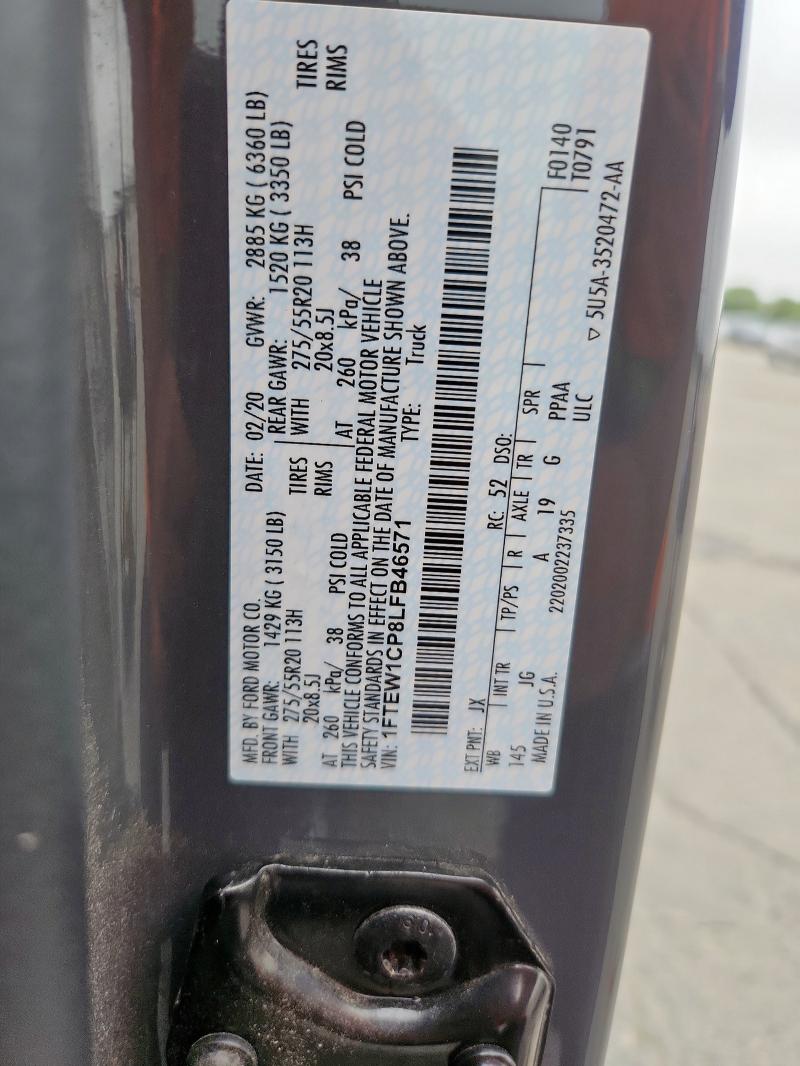 MFD. BY FORD MOTOR CO.
DATE: 02/20 GVWR: 2885 KG ( 6360 LB)
FRONT GAWR: 1429 KG ( 3150 LB) REAR GAWR: 1520 KG ( 3350 LB)
WITH 275/55R20 113H TIRES WITH 275/55R20 113H TIRES
20x8.5J RIMS 20x8.5J RIMS
AT 260 kPa/ 38 PSI COLD AT 260 kPa/ 38 PSI COLD
THIS VEHICLE CONFORMS TO ALL APPLICABLE FEDERAL MOTOR VEHICLE
SAFETY STANDARDS IN EFFECT ON THE DATE OF MANUFACTURE SHOWN ABOVE.
VIN: 1FTEW1CP8LFB46571 TYPE: Truck
EXT PNT: JX RC: 52 DSO: F0140
WB INT TR TP/PS R AXLE TR SPR T0791
145 JG A 19 G PPAA
MADE IN U.S.A. 2202002237335 ULC
▽ 5U5A-3520472-AA